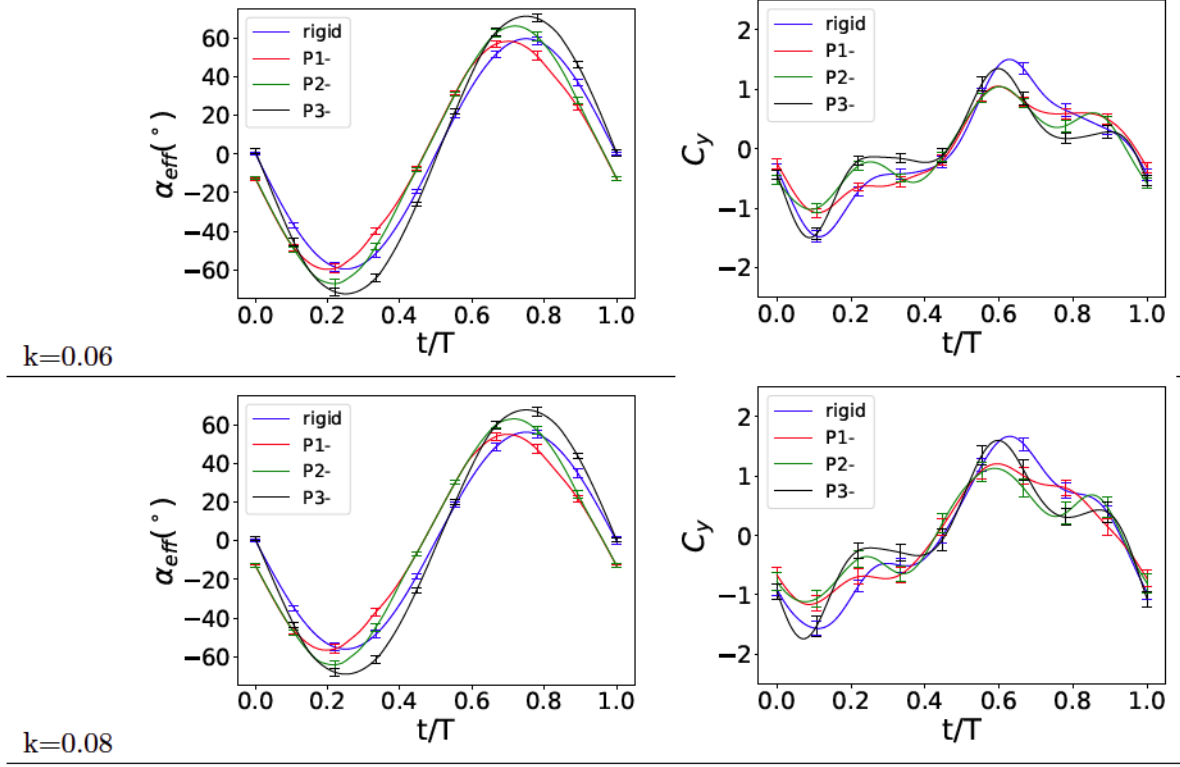 60
40
20
0
−20
−40
−60
α_eff(°)
rigid
P1-
P2-
P3-
0.0 0.2 0.4 0.6 0.8 1.0
t/T
2
1
0
−1
−2
C_y
rigid
P1-
P2-
P3-
0.0 0.2 0.4 0.6 0.8 1.0
t/T
k=0.06
60
40
20
0
−20
−40
−60
α_eff(°)
rigid
P1-
P2-
P3-
0.0 0.2 0.4 0.6 0.8 1.0
t/T
2
1
0
−1
−2
C_y
rigid
P1-
P2-
P3-
0.0 0.2 0.4 0.6 0.8 1.0
t/T
k=0.08